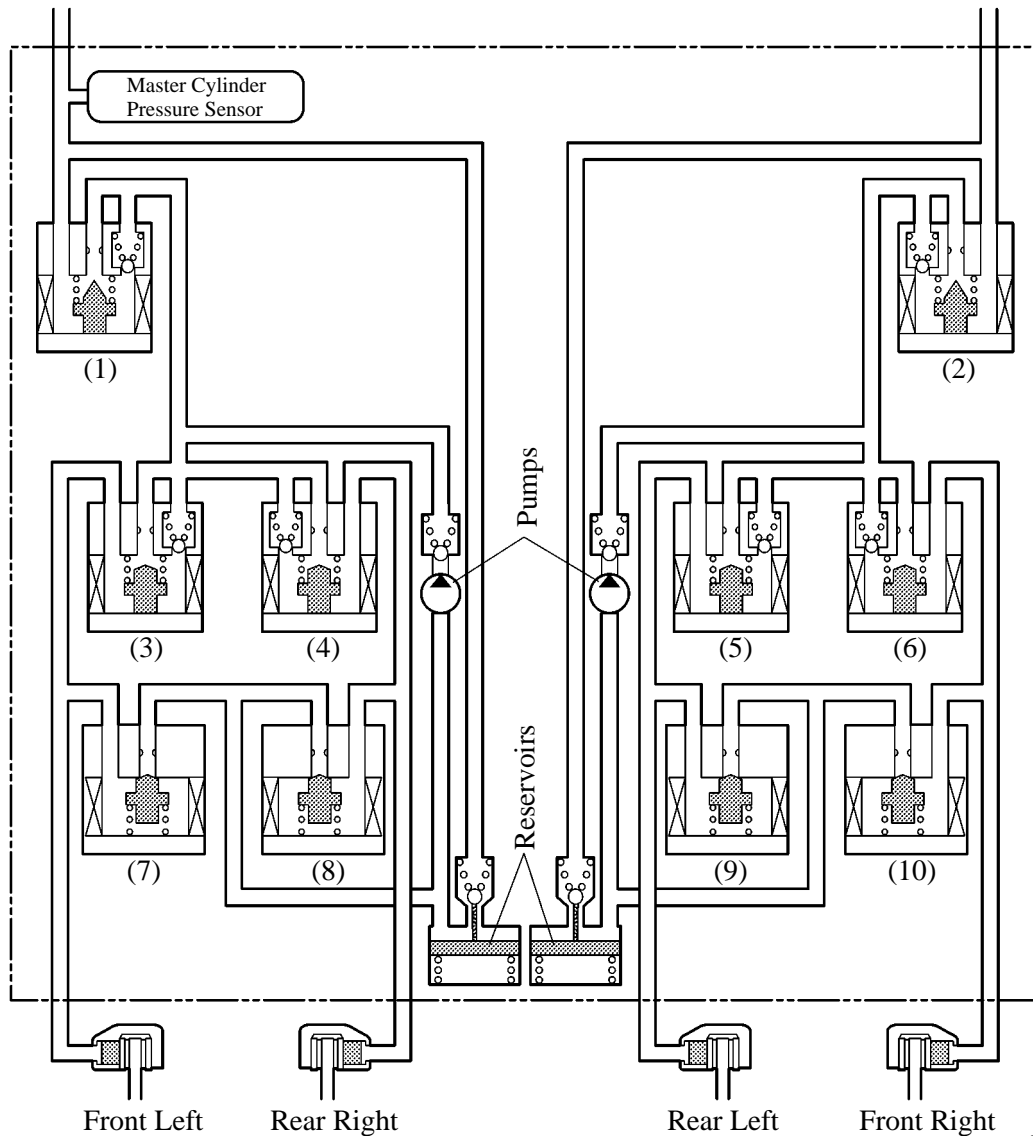 Master Cylinder
Pressure Sensor
(1)
(2)
Pumps
(3)
(4)
(5)
(6)
Reservoirs
(7)
(8)
(9)
(10)
Front Left
Rear Right
Rear Left
Front Right